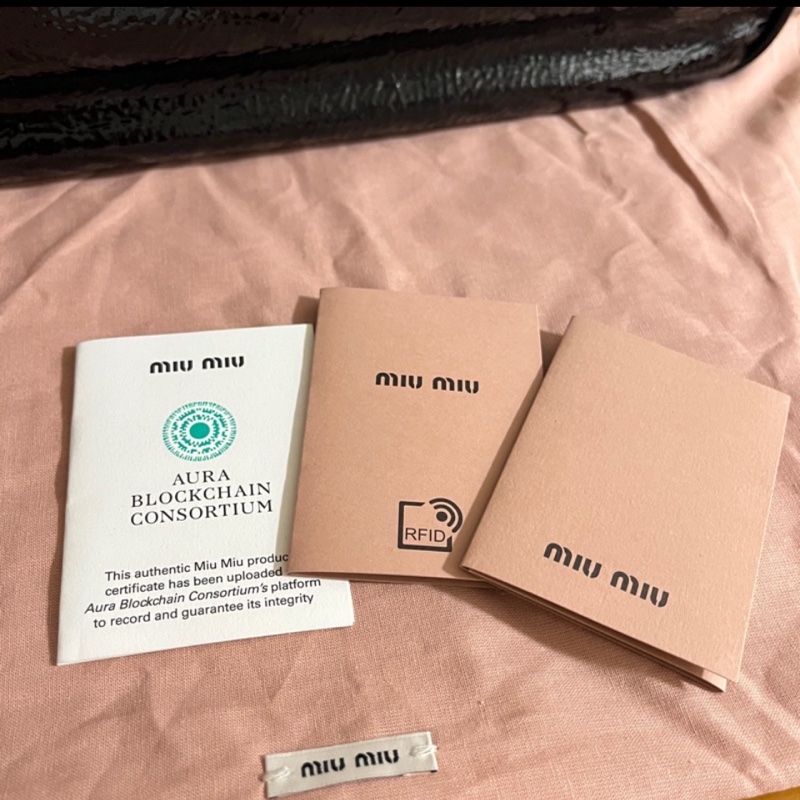 miu miu
AURA
BLOCKCHAIN
CONSORTIUM
This authentic Miu Miu produc
certificate has been uploaded
Aura Blockchain Consortium's platform
to record and guarantee its integrity
miu miu
RFID
miu miu
miu miu